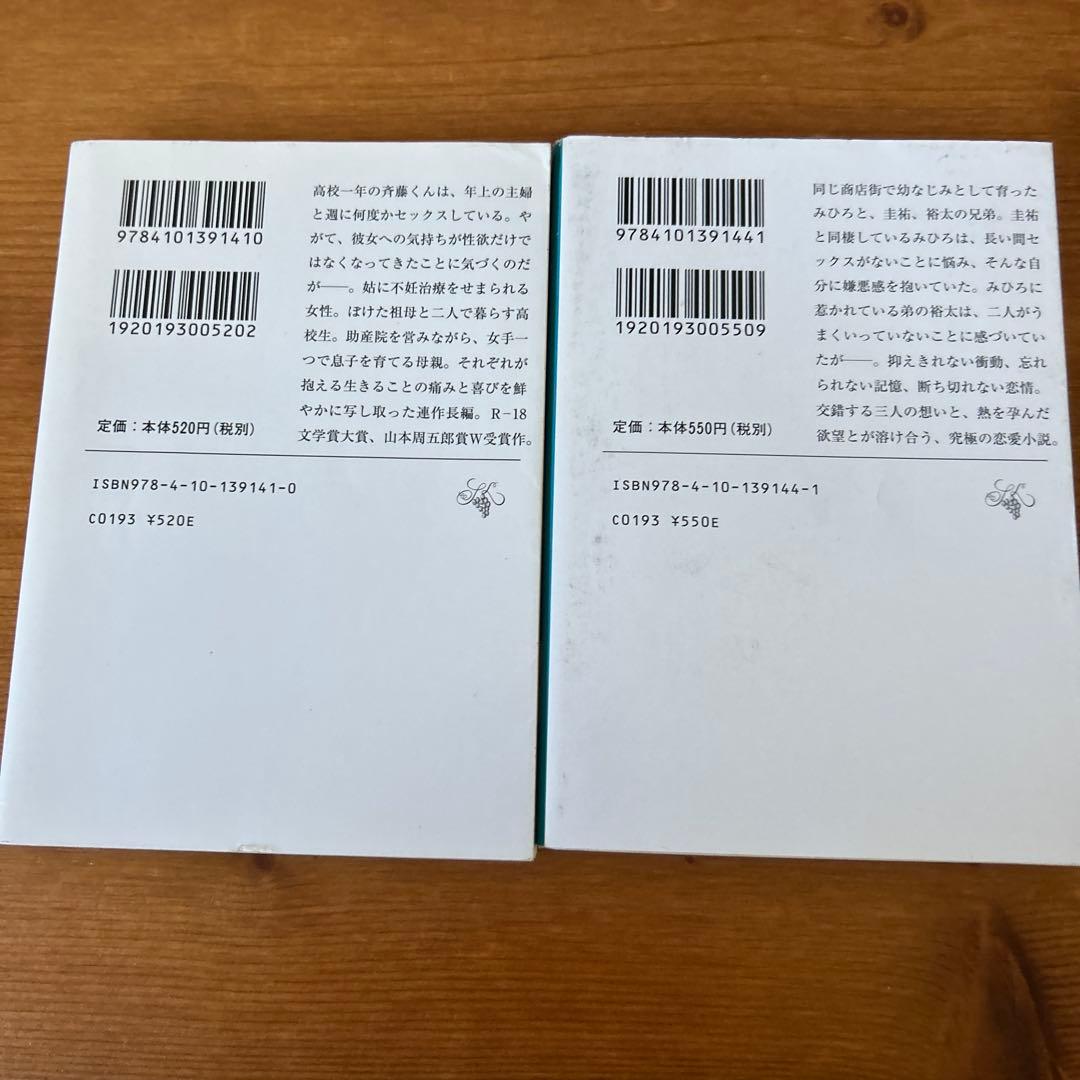 9784101391410
1920193005202
定価：本体520円（税別）
高校一年の斉藤くんは、年上の主婦
と週に何度かセックスしている。や
がて、彼女への気持ちが性欲だけで
はなくなってきたことに気づくのだ
が――。姑に不妊治療をせまられる
女性。ぼけた祖母と二人で暮らす高
校生。助産院を営みながら、女手一
つで息子を育てる母親。それぞれが
抱える生きることの痛みと喜びを鮮
やかに写し取った連作長編。R-18
文学賞大賞、山本周五郎賞W受賞作。
ISBN978-4-10-139141-0
C0193 ¥520E
9784101391441
1920193005509
定価：本体550円（税別）
同じ商店街で幼なじみとして育った
みひろと、圭祐、裕太の兄弟。圭祐
と同棲しているみひろは、長い間セ
ックスがないことに悩み、そんな自
分に嫌悪感を抱いていた。みひろに
惹かれている弟の裕太は、二人がう
まくいっていないことに感づいてい
たが――。抑えきれない衝動、忘れ
られない記憶、断ち切れない恋情。
交錯する三人の想いと、熱を孕んだ
欲望とが溶け合う、究極の恋愛小説。
ISBN978-4-10-139144-1
C0193 ¥550E